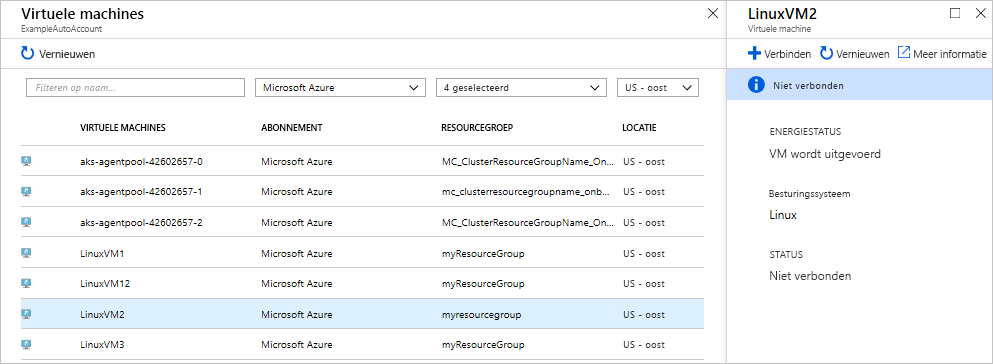 Virtuele machines
ExampleAutoAccount
Vernieuwen
Filteren op naam...
Microsoft Azure
4 geselecteerd
US - oost
VIRTUELE MACHINES ABONNEMENT RESOURCEGROEP LOCATIE
aks-agentpool-42602657-0 Microsoft Azure MC_ClusterResourceGroupName_On... US - oost
aks-agentpool-42602657-1 Microsoft Azure mc_clusterresourcegroupname_onb... US - oost
aks-agentpool-42602657-2 Microsoft Azure MC_ClusterResourceGroupName_On... US - oost
LinuxVM1 Microsoft Azure myResourceGroup US - oost
LinuxVM12 Microsoft Azure myResourceGroup US - oost
LinuxVM2 Microsoft Azure myresourcegroup US - oost
LinuxVM3 Microsoft Azure myResourceGroup US - oost
LinuxVM2
Virtuele machine
Verbinden Vernieuwen Meer informatie
Niet verbonden
ENERGIESTATUS
VM wordt uitgevoerd
Besturingssysteem
Linux
STATUS
Niet verbonden